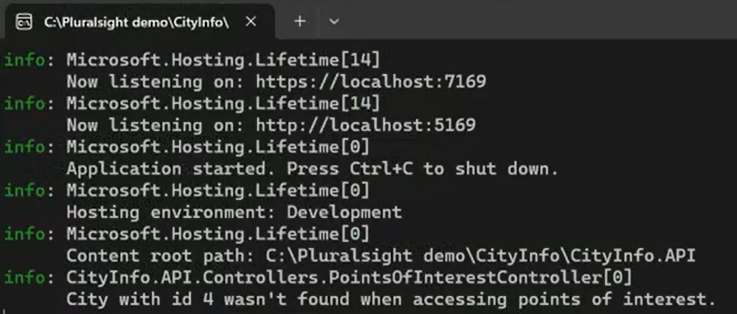 C:\Pluralsight demo\CityInfo\
info: Microsoft.Hosting.Lifetime[14]
Now listening on: https://localhost:7169
info: Microsoft.Hosting.Lifetime[14]
Now listening on: http://localhost:5169
info: Microsoft.Hosting.Lifetime[0]
Application started. Press Ctrl+C to shut down.
info: Microsoft.Hosting.Lifetime[0]
Hosting environment: Development
info: Microsoft.Hosting.Lifetime[0]
Content root path: C:\Pluralsight demo\CityInfo\CityInfo.API
info: CityInfo.API.Controllers.PointsOfInterestController[0]
City with id 4 wasn't found when accessing points of interest.